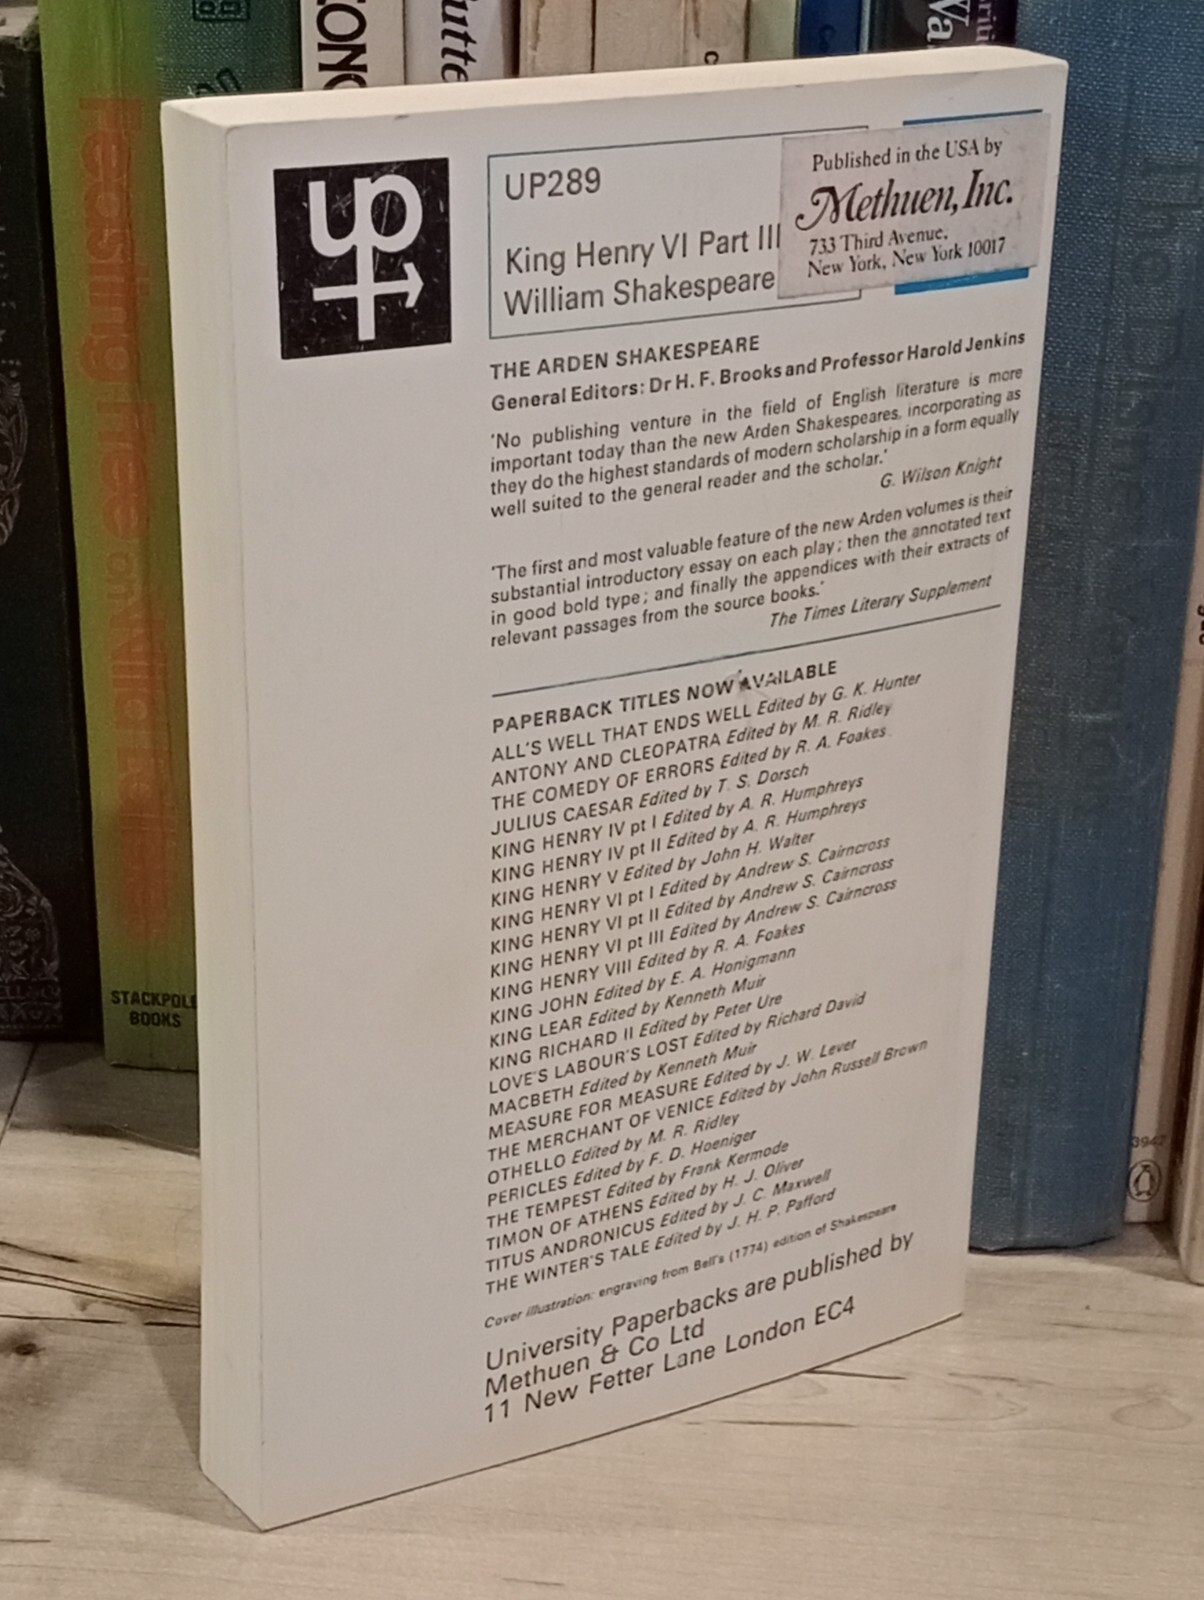 UP289
King Henry VI Part III
William Shakespeare
Published in the USA by
Methuen, Inc.
733 Third Avenue,
New York, New York 10017
up
THE ARDEN SHAKESPEARE
General Editors: Dr H. F. Brooks and Professor Harold Jenkins
'No publishing venture in the field of English literature is more
important today than the new Arden Shakespeares, incorporating as
they do the highest standards of modern scholarship in a form equally
well suited to the general reader and the scholar.'
G. Wilson Knight
'The first and most valuable feature of the new Arden volumes is their
substantial introductory essay on each play; then the annotated text
in good bold type; and finally the appendices with their extracts of
relevant passages from the source books.'
The Times Literary Supplement
PAPERBACK TITLES NOW AVAILABLE
ALL'S WELL THAT ENDS WELL Edited by G. K. Hunter
ANTONY AND CLEOPATRA Edited by M. R. Ridley
THE COMEDY OF ERRORS Edited by R. A. Foakes
JULIUS CAESAR Edited by T. S. Dorsch
KING HENRY IV pt I Edited by A. R. Humphreys
KING HENRY IV pt II Edited by A. R. Humphreys
KING HENRY V Edited by John H. Walter
KING HENRY VI pt I Edited by Andrew S. Cairncross
KING HENRY VI pt II Edited by Andrew S. Cairncross
KING HENRY VI pt III Edited by Andrew S. Cairncross
KING HENRY VIII Edited by R. A. Foakes
KING JOHN Edited by E. A. Honigmann
KING LEAR Edited by Kenneth Muir
KING RICHARD II Edited by Peter Ure
LOVE'S LABOUR'S LOST Edited by Richard David
MACBETH Edited by Kenneth Muir
MEASURE FOR MEASURE Edited by J. W. Lever
THE MERCHANT OF VENICE Edited by John Russell Brown
OTHELLO Edited by M. R. Ridley
PERICLES Edited by F. D. Hoeniger
THE TEMPEST Edited by Frank Kermode
TIMON OF ATHENS Edited by H. J. Oliver
TITUS ANDRONICUS Edited by J. C. Maxwell
THE WINTER'S TALE Edited by J. H. P. Pafford
Cover illustration: engraving from Bell's (1774) edition of Shakespeare
University Paperbacks are published by
Methuen & Co Ltd
11 New Fetter Lane London EC4
STACKPOLE
BOOKS
3947